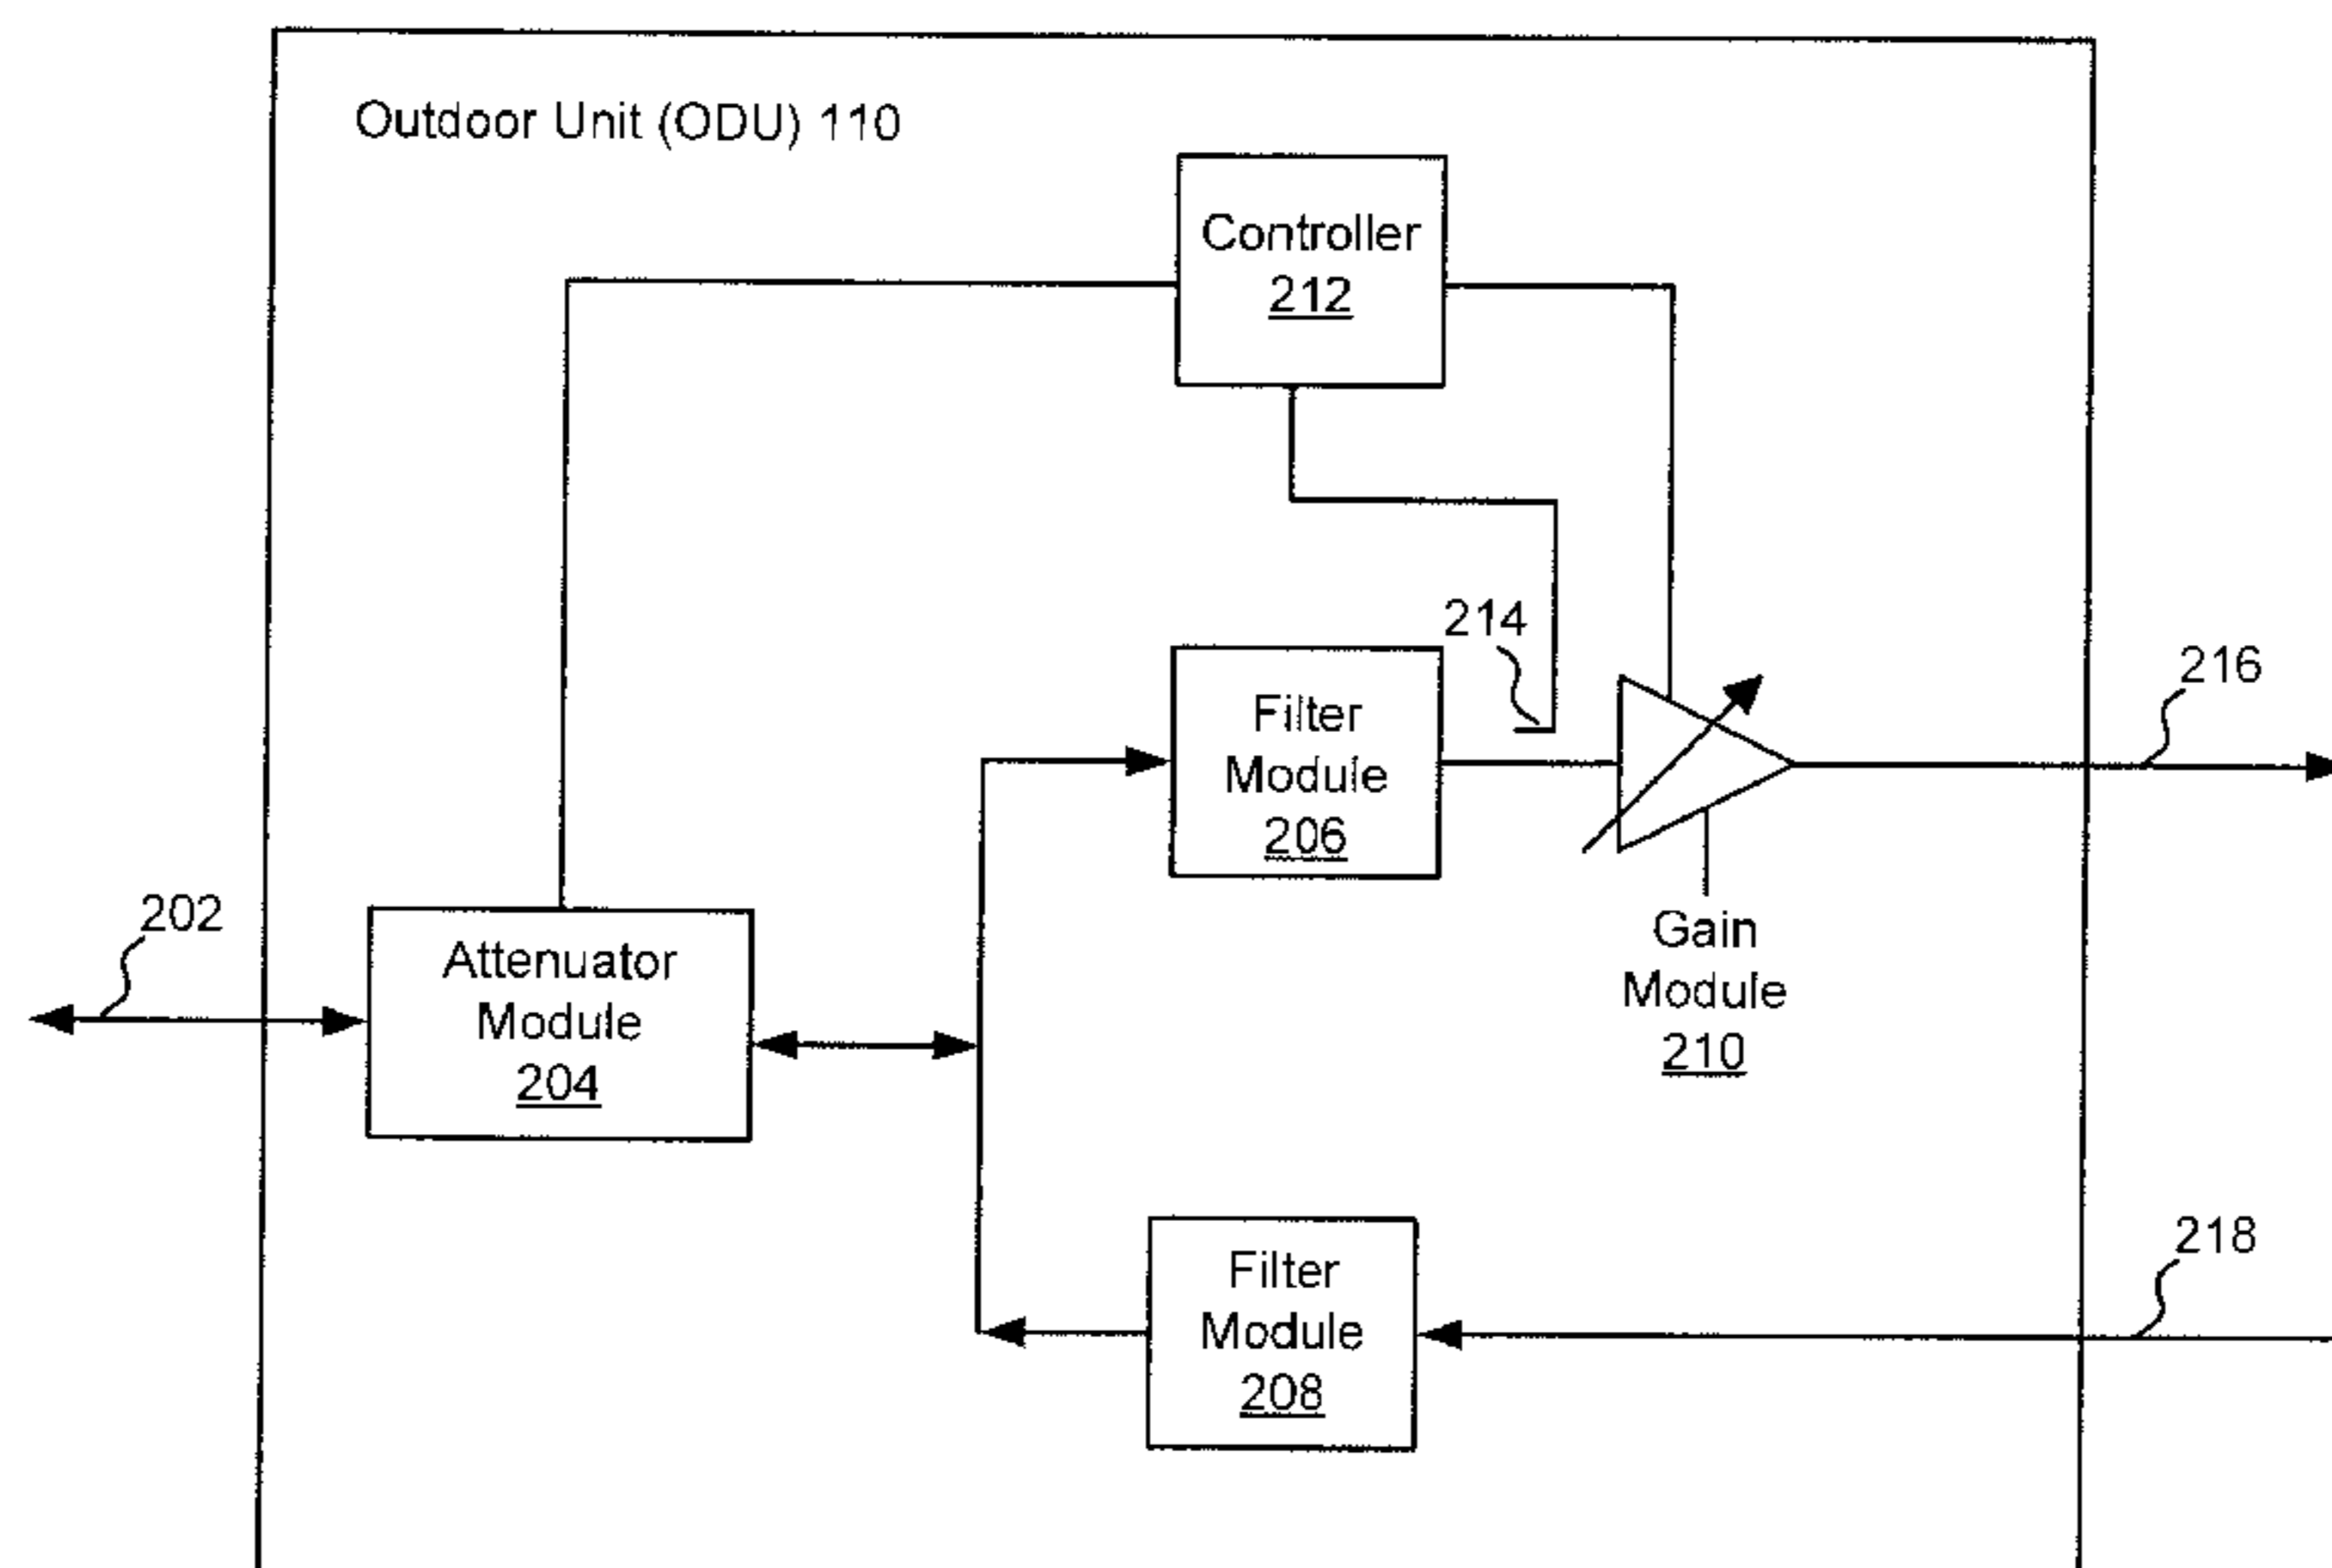 Outdoor Unit (ODU) 110
Controller
212
214
216
Filter
Module
206
202
Attenuator
Module
204
Gain
Module
210
218
Filter
Module
208